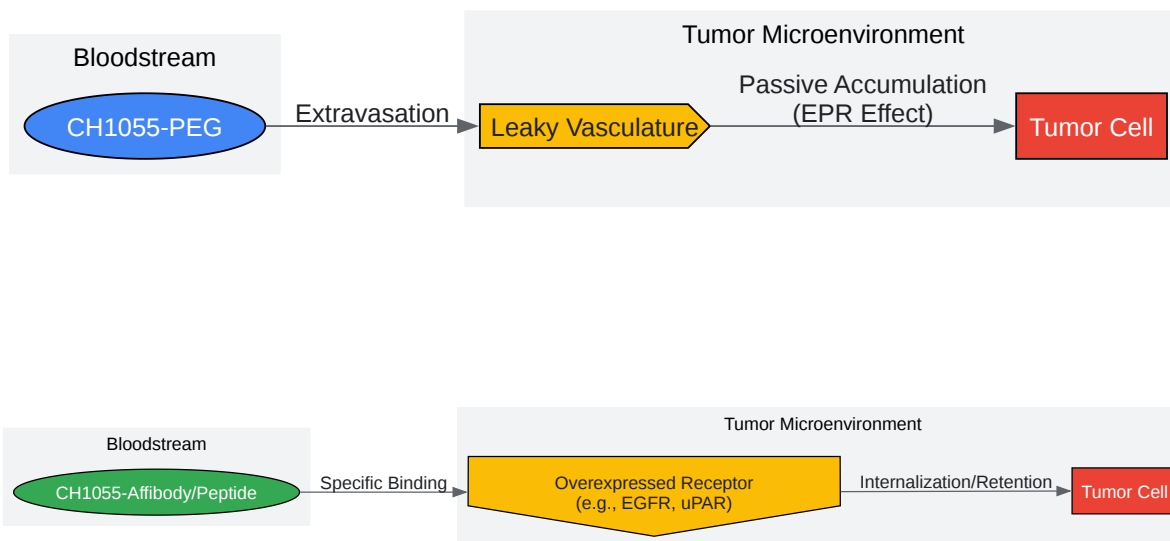 Tumor Microenvironment
Bloodstream
Passive Accumulation
(EPR Effect)
CH1055-PEG
Extravasation
Leaky Vasculature
Tumor Cell
Tumor Microenvironment
Bloodstream
CH1055-Affibody/Peptide
Specific Binding
Overexpressed Receptor
(e.g., EGFR, uPAR)
Internalization/Retention
Tumor Cell